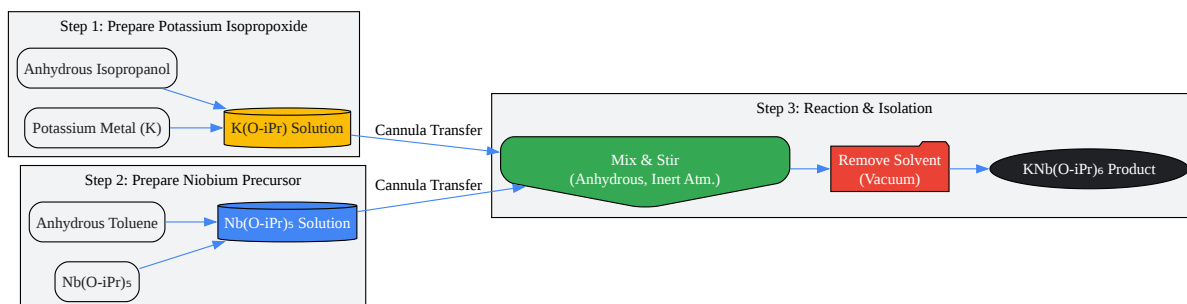 Step 1: Prepare Potassium Isopropoxide
Anhydrous Isopropanol
Potassium Metal (K)
K(O-iPr) Solution
Cannula Transfer
Step 2: Prepare Niobium Precursor
Anhydrous Toluene
Nb(O-iPr)₅ Solution
Nb(O-iPr)₅
Cannula Transfer
Step 3: Reaction & Isolation
Mix & Stir
(Anhydrous, Inert Atm.)
Remove Solvent
(Vacuum)
KNb(O-iPr)₆ Product